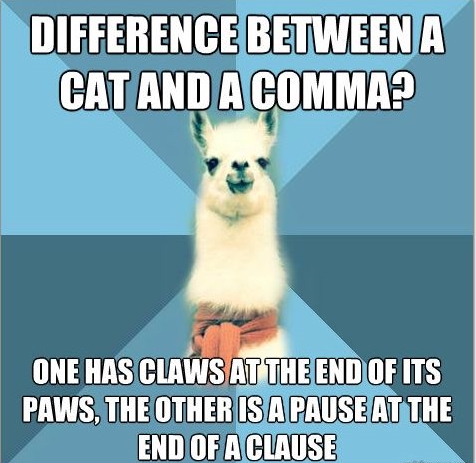 DIFFERENCE BETWEEN A
CAT AND A COMMA?
ONE HAS CLAWS AT THE END OF ITS
PAWS, THE OTHER IS A PAUSE AT THE
END OF A CLAUSE